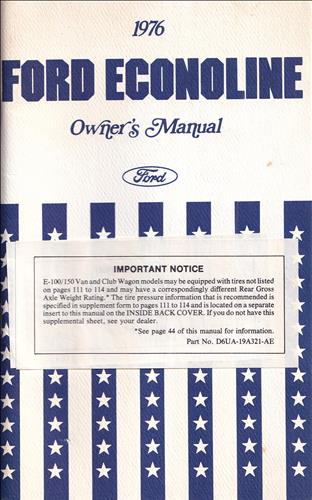 1976
FORD ECONOLINE
Owner's Manual
Ford
IMPORTANT NOTICE
E-100/150 Van and Club Wagon models may be equipped with tires not listed
on pages 111 to 114 and may have a correspondingly different Rear Gross
Axle Weight Rating.* The tire pressure information that is recommended is
specified in supplement form to pages 111 to 114 and is located on a separate
insert to this manual on the INSIDE BACK COVER. If you do not have this
supplemental sheet, see your dealer.
*See page 44 of this manual for information.
Part No. D6UA-19A321-AE